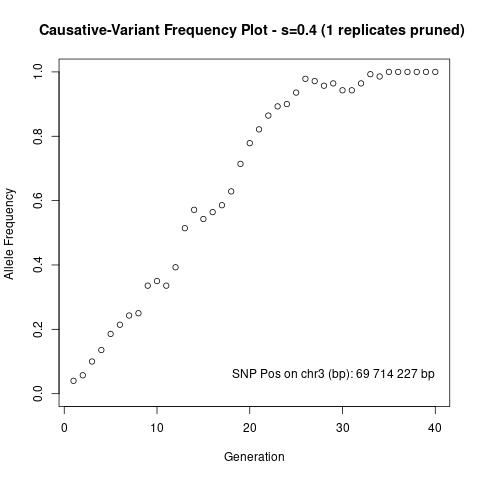 Causative-Variant Frequency Plot - s=0.4 (1 replicates pruned)
Allele Frequency
1.0
0.8
0.6
0.4
0.2
0.0
SNP Pos on chr3 (bp): 69 714 227 bp
0 10 20 30 40
Generation